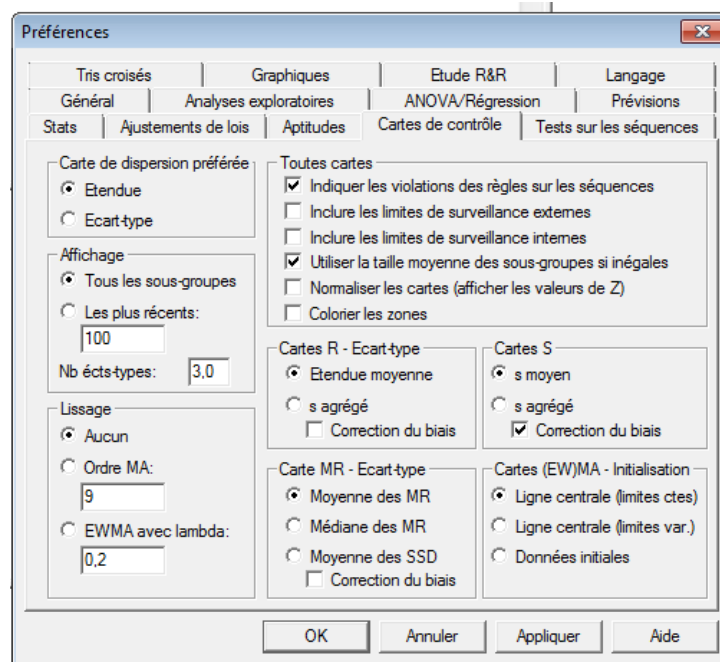 Préférences
Tris croisés
Graphiques
Etude R&R
Langage
Général
Analyses exploratoires
ANOVA/Régression
Prévisions
Stats
Ajustements de lois
Aptitudes
Cartes de contrôle
Tests sur les séquences
Carte de dispersion préférée
Etendue
Ecart-type
Affichage
Tous les sous-groupes
Les plus récents:
100
Nb écts-types: 3,0
Lissage
Aucun
Ordre MA:
9
EWMA avec lambda:
0,2
Toutes cartes
Indiquer les violations des règles sur les séquences
Inclure les limites de surveillance externes
Inclure les limites de surveillance internes
Utiliser la taille moyenne des sous-groupes si inégales
Normaliser les cartes (afficher les valeurs de Z)
Colorier les zones
Cartes R - Ecart-type
Etendue moyenne
s agrégé
Correction du biais
Cartes S
s moyen
s agrégé
Correction du biais
Carte MR - Ecart-type
Moyenne des MR
Médiane des MR
Moyenne des SSD
Correction du biais
Cartes (EW)MA - Initialisation
Ligne centrale (limites ctes)
Ligne centrale (limites var.)
Données initiales
OK
Annuler
Appliquer
Aide